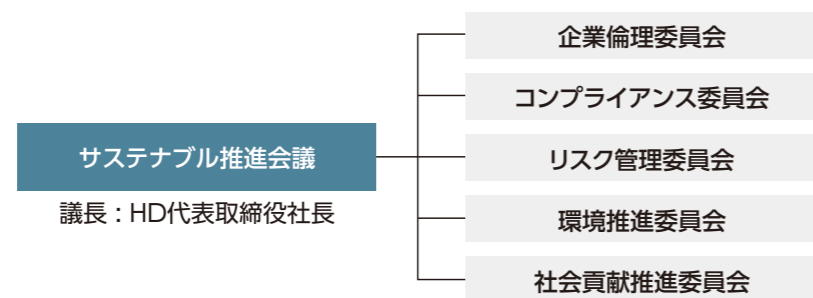 サステナブル推進会議
議長：HD代表取締役社長
企業倫理委員会
コンプライアンス委員会
リスク管理委員会
環境推進委員会
社会貢献推進委員会